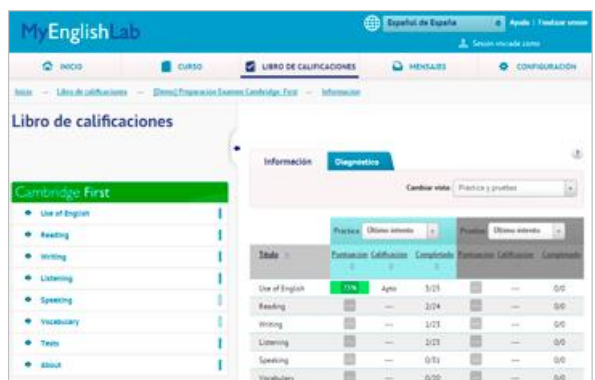 MyEnglishLab
Español de España
Ayuda | Finalizar sesión
Sesión iniciada como
INICIO
CURSO
LIBRO DE CALIFICACIONES
MENSAJES
CONFIGURACIÓN
Inicio — Libro de calificaciones — [Demo] Preparación Examen Cambridge: First — Información
Libro de calificaciones
Información
Diagnóstico
Cambiar vista: Práctica y pruebas
Cambridge First
Use of English
Reading
Writing
Listening
Speaking
Vocabulary
Tests
About
Práctica Último intento
Pruebas Último intento
Título Puntuación Calificación Completado Puntuación Calificación Completado
Use of English 75% Apto 3/25 --- 0/0
Reading --- 2/24 --- 0/0
Writing --- 1/23 --- 0/0
Listening --- 2/23 --- 0/0
Speaking --- 0/31 --- 0/0
Vocabulary --- 0/20 --- 0/0